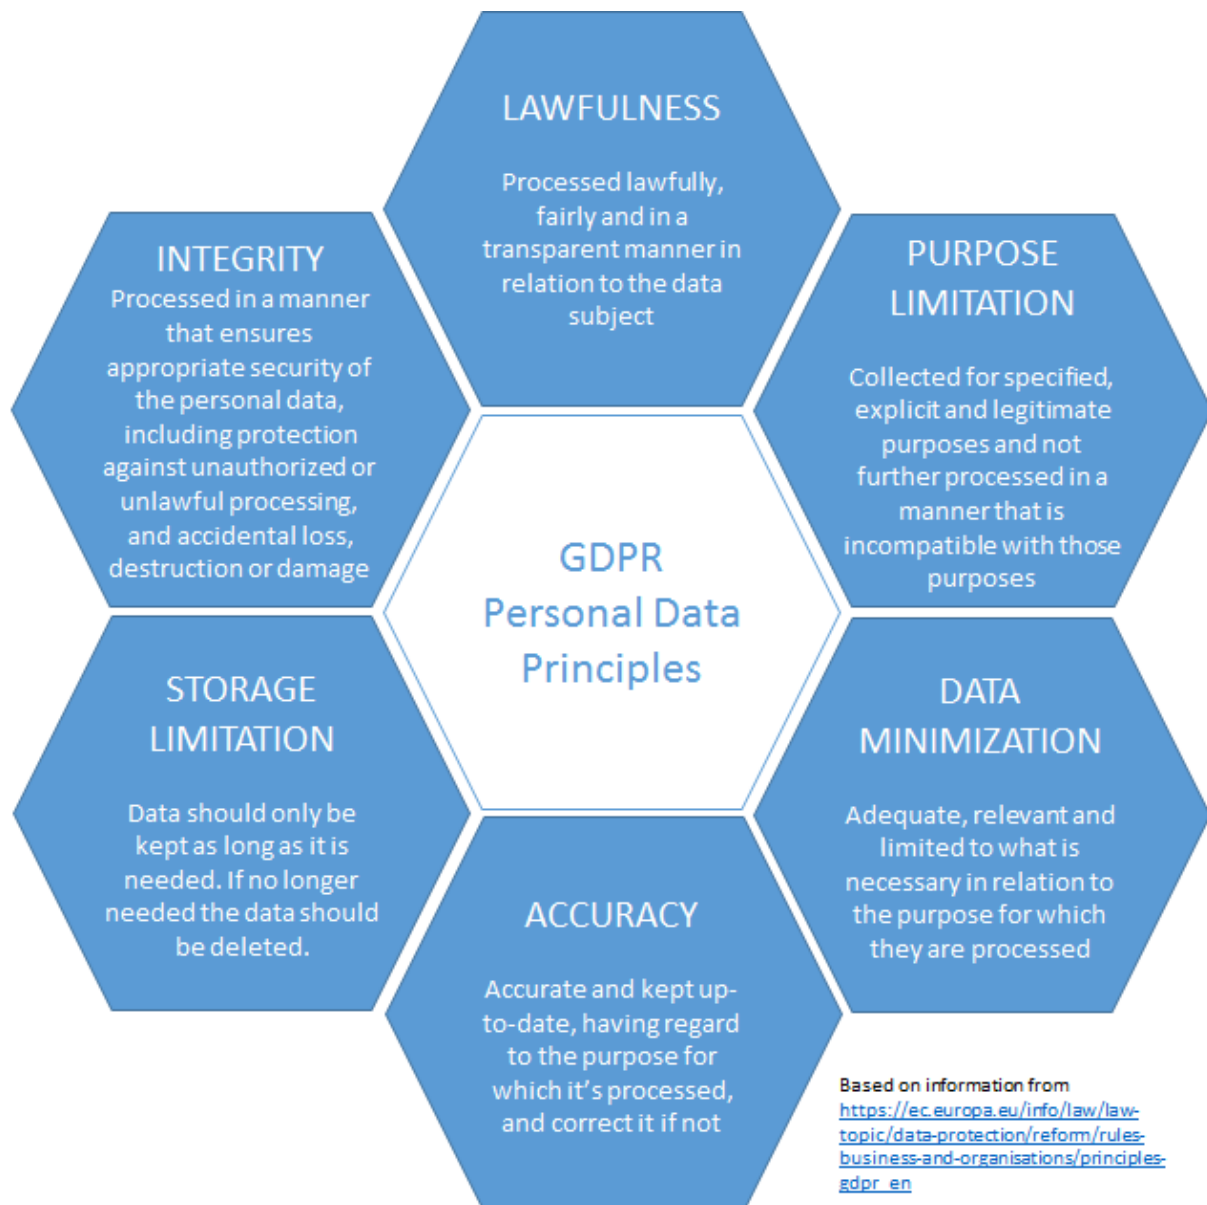 LAWFULNESS
Processed lawfully,
fairly and in a
transparent manner in
relation to the data
subject
PURPOSE
LIMITATION
Collected for specified,
explicit and legitimate
purposes and not
further processed in a
manner that is
incompatible with those
purposes
DATA
MINIMIZATION
Adequate, relevant and
limited to what is
necessary in relation to
the purpose for which
they are processed
ACCURACY
Accurate and kept up-
to-date, having regard
to the purpose for
which it’s processed,
and correct it if not
STORAGE
LIMITATION
Data should only be
kept as long as it is
needed. If no longer
needed the data should
be deleted.
INTEGRITY
Processed in a manner
that ensures
appropriate security of
the personal data,
including protection
against unauthorized or
unlawful processing,
and accidental loss,
destruction or damage
GDPR
Personal Data
Principles
Based on information from
https://ec.europa.eu/info/law/law-
topic/data-protection/reform/rules-
business-and-organisations/principles-
gdpr_en